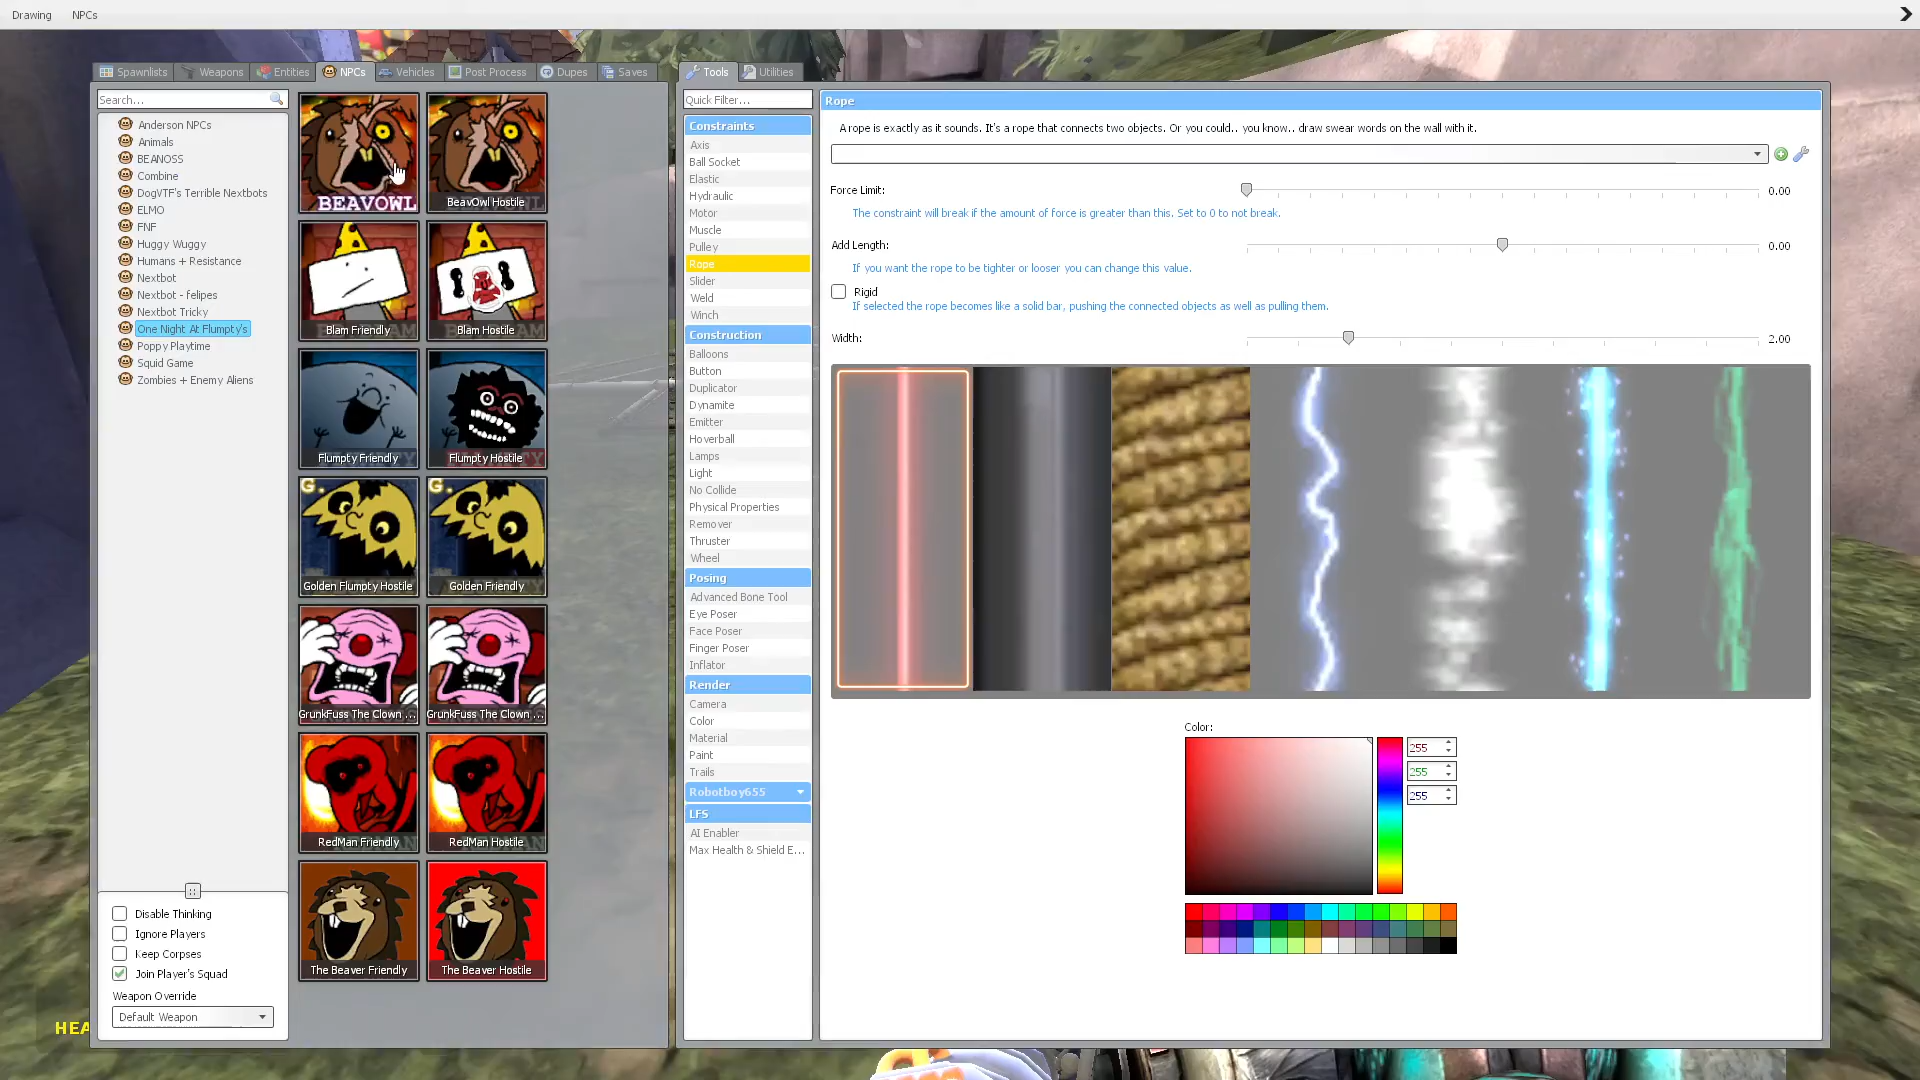 Drawing NPCs
Spawnlists Weapons Entities NPCs Vehicles Post Process Dupes Saves
Tools Utilities
Search...
Anderson NPCs
Animals
BEANOSS
Combine
DogVTF's Terrible Nextbots
ELMO
FNF
Huggy Wuggy
Humans + Resistance
Nextbot
Nextbot - felipes
Nextbot Tricky
One Night At Flumpty's
Poppy Playtime
Squid Game
Zombies + Enemy Aliens
Disable Thinking
Ignore Players
Keep Corpses
Join Player's Squad
Weapon Override
Default Weapon
HEA
BEAVOWL
BeavOwl Hostile
Blam Friendly
Blam Hostile
Flumpty Friendly
Flumpty Hostile
G.
Golden Flumpty Hostile
G.
Golden Friendly
GrunkFuss The Clown ...
GrunkFuss The Clown ...
RedMan Friendly
RedMan Hostile
The Beaver Friendly
The Beaver Hostile
Quick Filter...
Constraints
Axis
Ball Socket
Elastic
Hydraulic
Motor
Muscle
Pulley
Rope
Slider
Weld
Winch
Construction
Balloons
Button
Duplicator
Dynamite
Emitter
Hoverball
Lamps
Light
No Collide
Physical Properties
Remover
Thruster
Wheel
Posing
Advanced Bone Tool
Eye Poser
Face Poser
Finger Poser
Inflator
Render
Camera
Color
Material
Paint
Trails
Robotboy655
LFS
AI Enabler
Max Health & Shield E...
Rope
A rope is exactly as it sounds. It's a rope that connects two objects. Or you could.. you know.. draw swear words on the wall with it.
Force Limit: 0.00
The constraint will break if the amount of force is greater than this. Set to 0 to not break.
Add Length: 0.00
If you want the rope to be tighter or looser you can change this value.
Rigid
If selected the rope becomes like a solid bar, pushing the connected objects as well as pulling them.
Width: 2.00
Color:
255
255
255